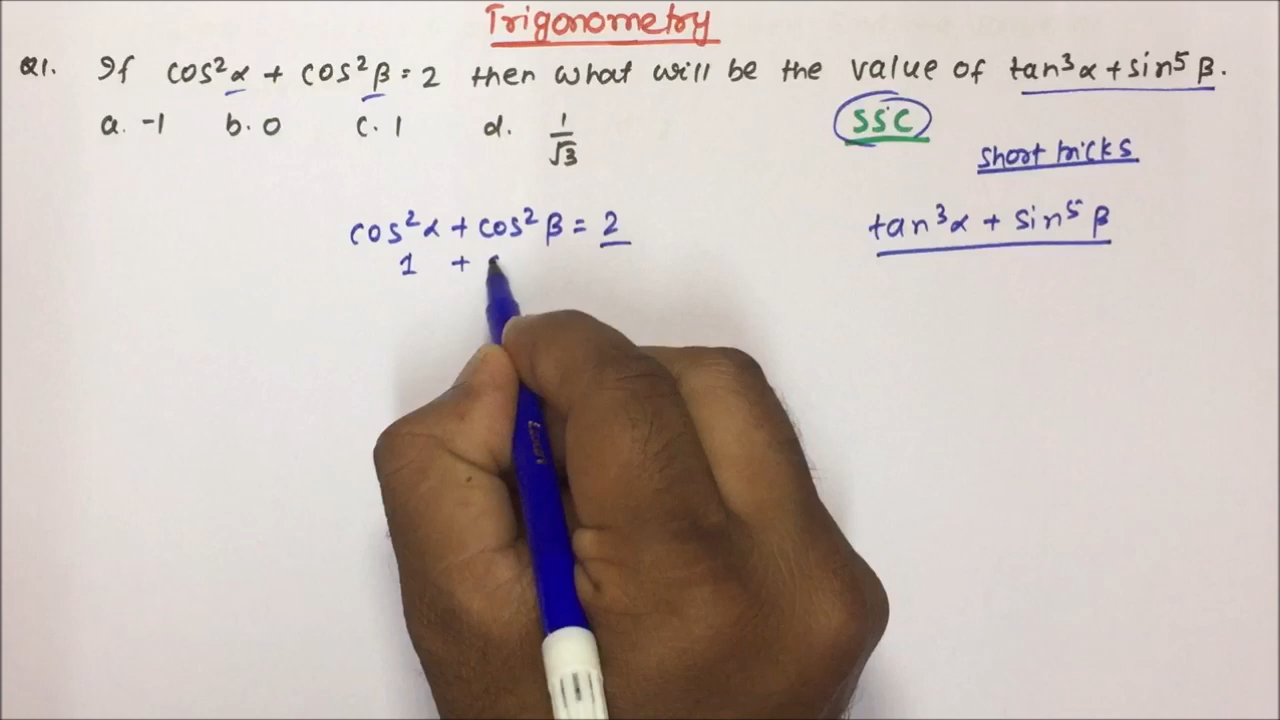 Trigonometry
Q1. If cos²α + cos²β = 2 then what will be the value of tan³α + sin⁵β.
a. -1 b. 0 c. 1 d. 1/√3
SSC
Short tricks
cos²α + cos²β = 2
tan³α + sin⁵β
1 +